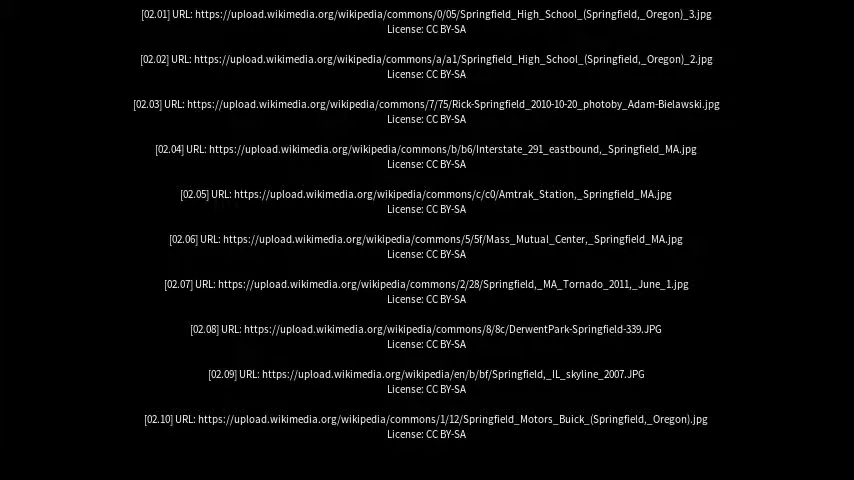 [02.01] URL: https://upload.wikimedia.org/wikipedia/commons/0/05/Springfield_High_School_(Springfield,_Oregon)_3.jpg
License: CC BY-SA
[02.02] URL: https://upload.wikimedia.org/wikipedia/commons/a/a1/Springfield_High_School_(Springfield,_Oregon)_2.jpg
License: CC BY-SA
[02.03] URL: https://upload.wikimedia.org/wikipedia/commons/7/75/Rick-Springfield_2010-10-20_photoby_Adam-Bielawski.jpg
License: CC BY-SA
[02.04] URL: https://upload.wikimedia.org/wikipedia/commons/b/b6/Interstate_291_eastbound,_Springfield_MA.jpg
License: CC BY-SA
[02.05] URL: https://upload.wikimedia.org/wikipedia/commons/c/c0/Amtrak_Station,_Springfield_MA.jpg
License: CC BY-SA
[02.06] URL: https://upload.wikimedia.org/wikipedia/commons/5/5f/Mass_Mutual_Center,_Springfield_MA.jpg
License: CC BY-SA
[02.07] URL: https://upload.wikimedia.org/wikipedia/commons/2/28/Springfield,_MA_Tornado_2011,_June_1.jpg
License: CC BY-SA
[02.08] URL: https://upload.wikimedia.org/wikipedia/commons/8/8c/DerwentPark-Springfield-339.JPG
License: CC BY-SA
[02.09] URL: https://upload.wikimedia.org/wikipedia/en/b/bf/Springfield,_IL_skyline_2007.JPG
License: CC BY-SA
[02.10] URL: https://upload.wikimedia.org/wikipedia/commons/1/12/Springfield_Motors_Buick_(Springfield,_Oregon).jpg
License: CC BY-SA